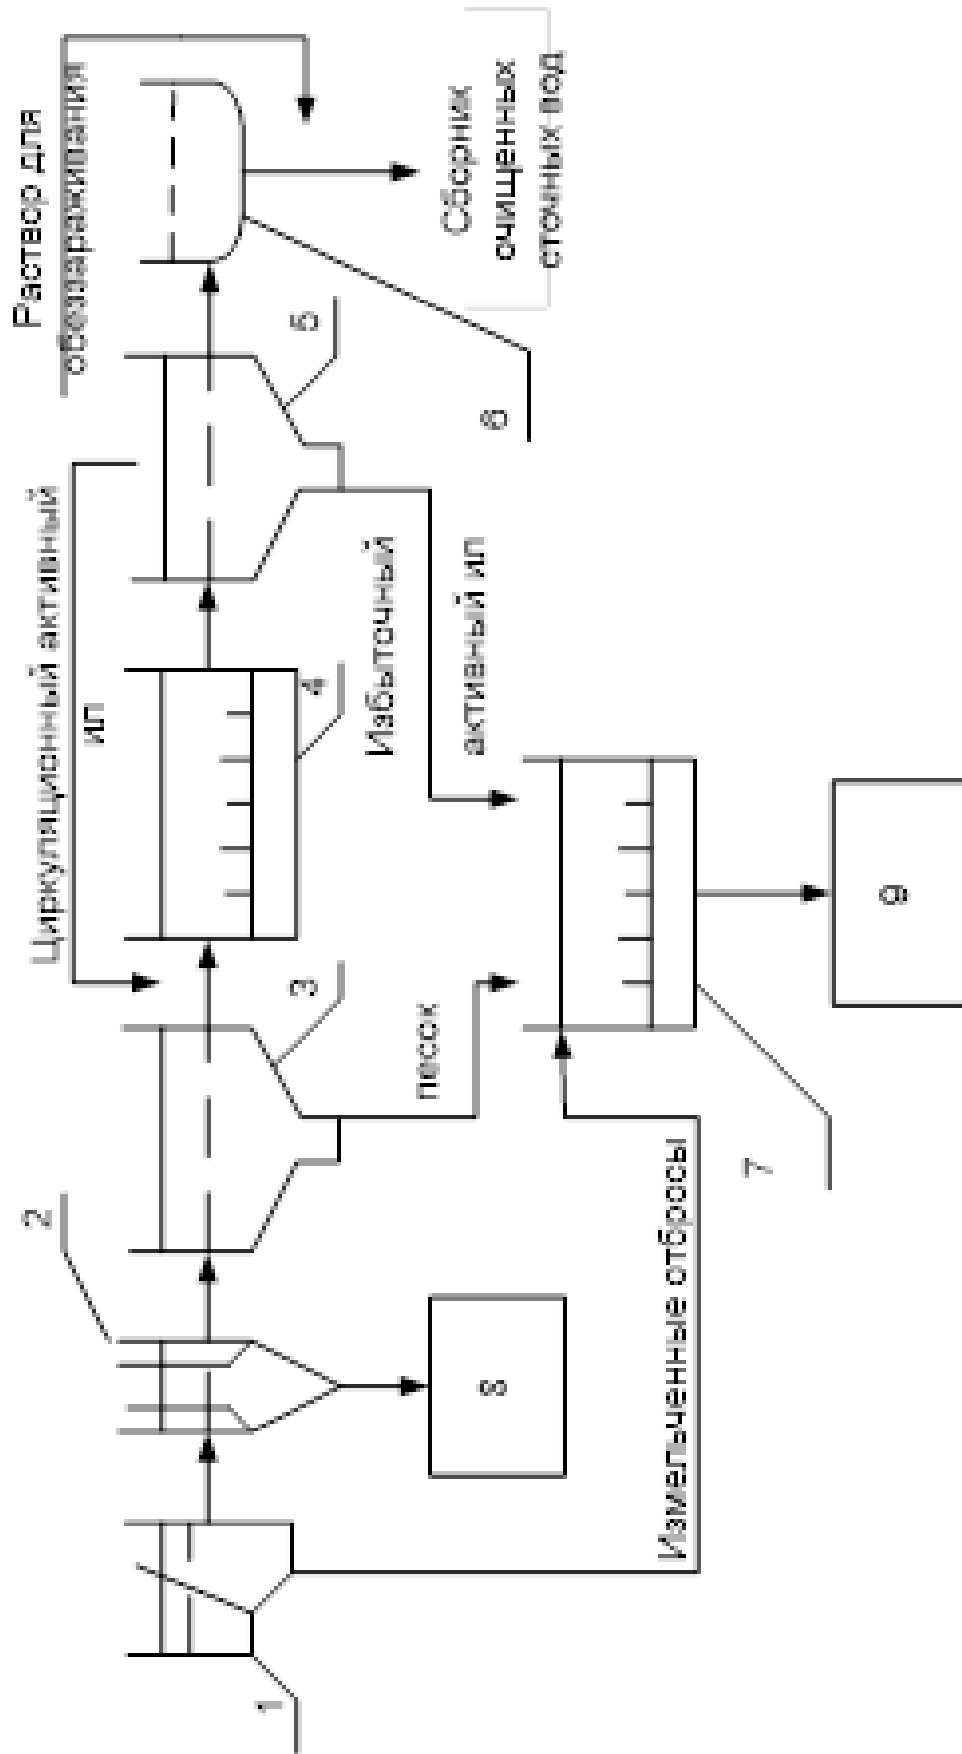 Раствор для
обеззараживания
Циркуляционный активный
ил
2
1
3
4
5
6
Сборник
очищенных
сточных вод
песок
Избыточный
активный ил
8
Измельченные отбросы
7
9